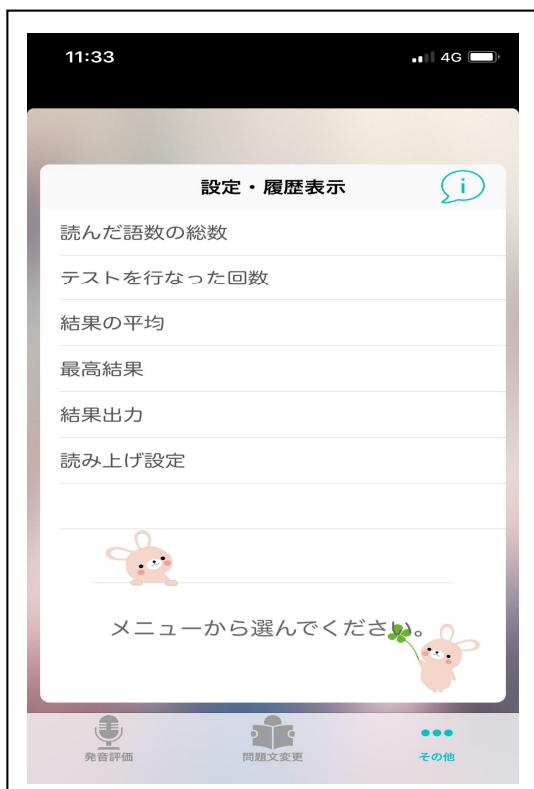 11:33
4G
設定・履歴表示
i
読んだ語数の総数
テストを行なった回数
結果の平均
最高結果
結果出力
読み上げ設定
メニューから選んでください。
発音評価
問題文変更
その他